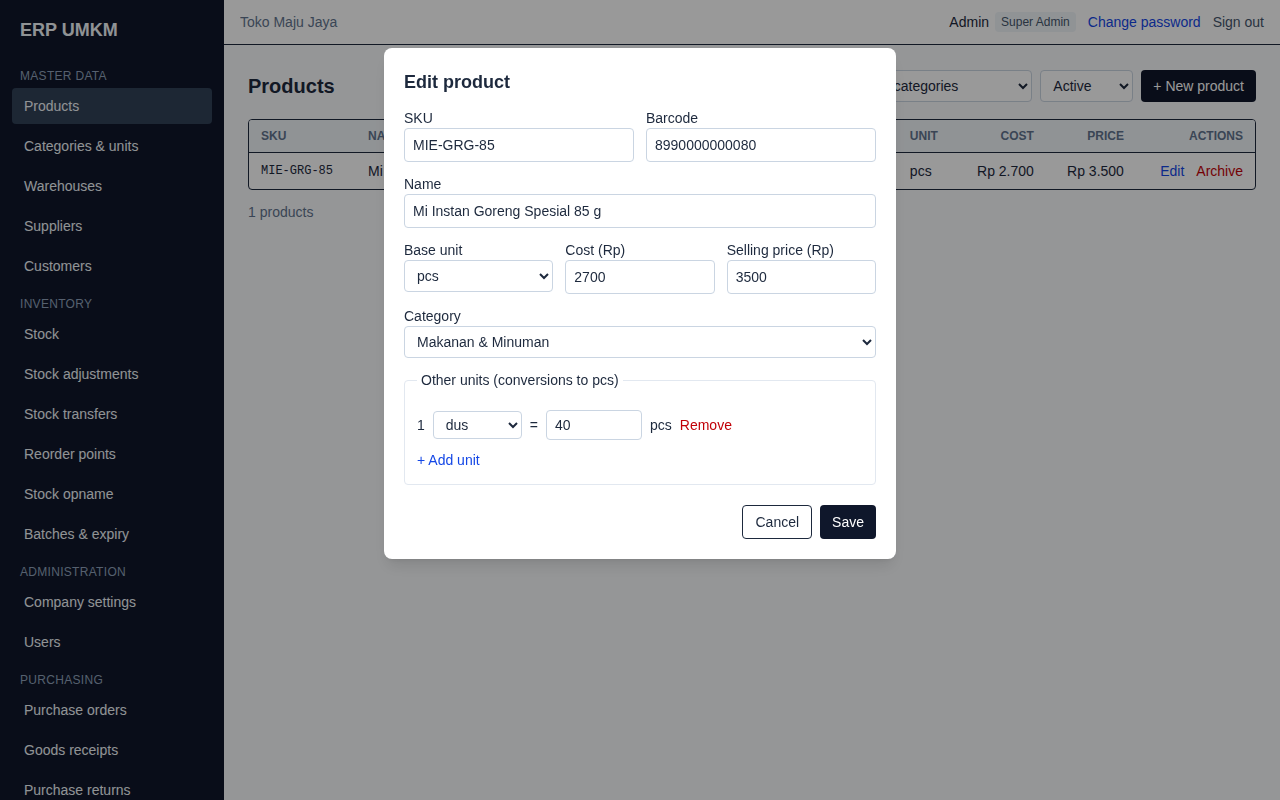 ERP UMKM
Toko Maju Jaya
Admin Super Admin Change password Sign out
MASTER DATA
Products
Categories & units
Warehouses
Suppliers
Customers
INVENTORY
Stock
Stock adjustments
Stock transfers
Reorder points
Stock opname
Batches & expiry
ADMINISTRATION
Company settings
Users
PURCHASING
Purchase orders
Goods receipts
Purchase returns
Products
categories Active + New product
SKU UNIT COST PRICE ACTIONS
MIE-GRG-85 Mi pcs Rp 2.700 Rp 3.500 Edit Archive
1 products
Edit product
SKU Barcode
MIE-GRG-85 8990000000080
Name
Mi Instan Goreng Spesial 85 g
Base unit Cost (Rp) Selling price (Rp)
pcs 2700 3500
Category
Makanan & Minuman
Other units (conversions to pcs)
1 dus = 40 pcs Remove
+ Add unit
Cancel Save